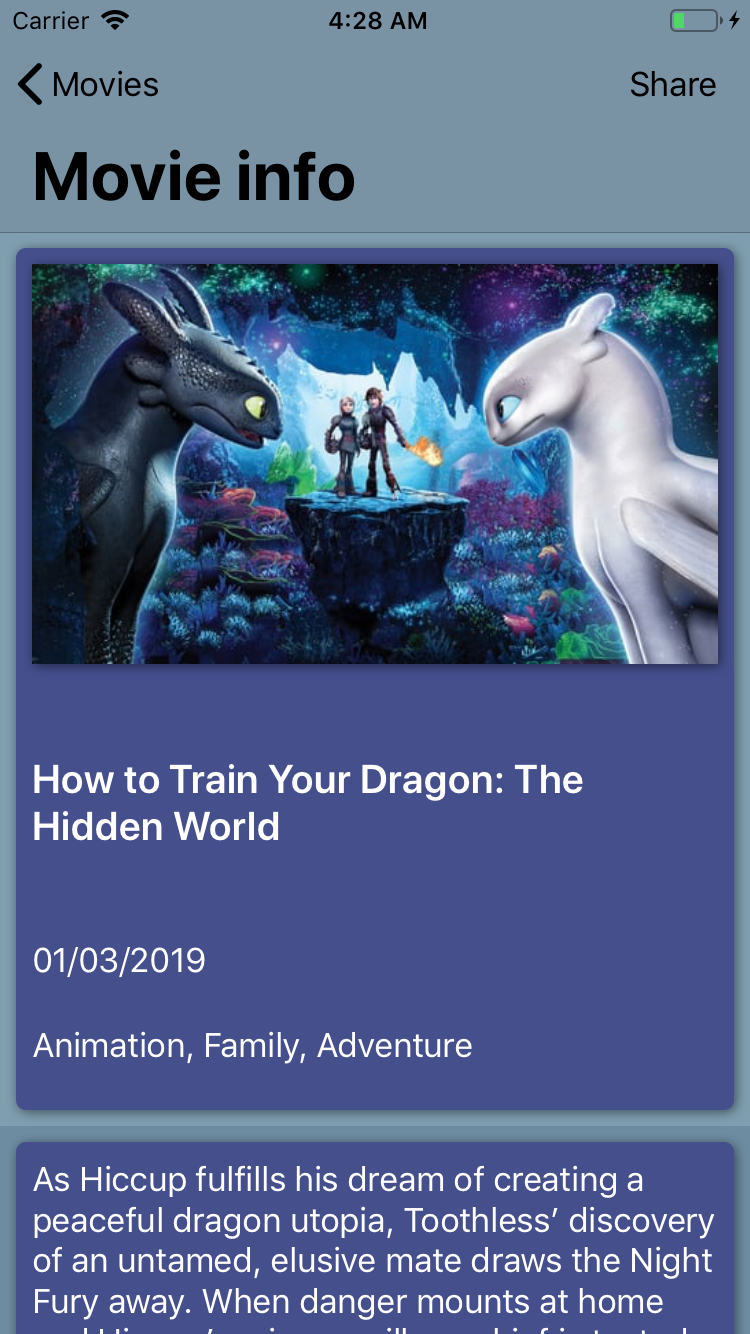 Carrier
4:28 AM
Movies
Share
Movie info
How to Train Your Dragon: The
Hidden World
01/03/2019
Animation, Family, Adventure
As Hiccup fulfills his dream of creating a
peaceful dragon utopia, Toothless’ discovery
of an untamed, elusive mate draws the Night
Fury away. When danger mounts at home